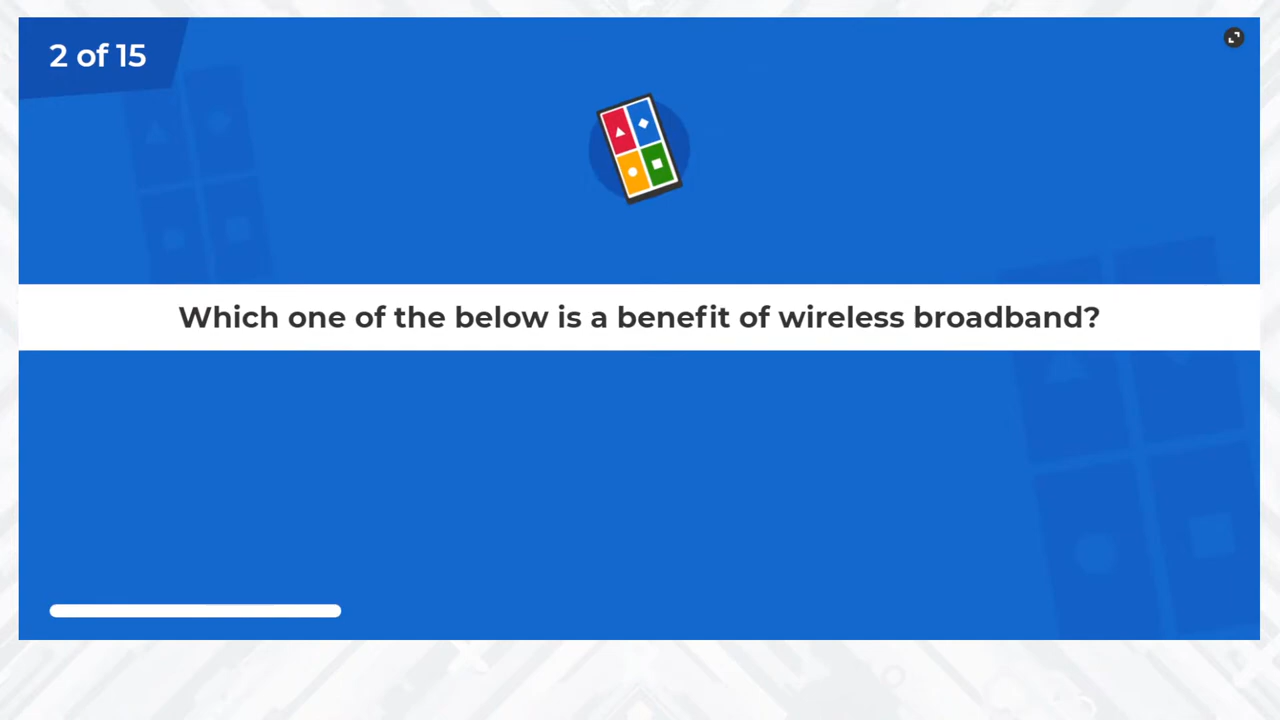 2 of 15
Which one of the below is a benefit of wireless broadband?